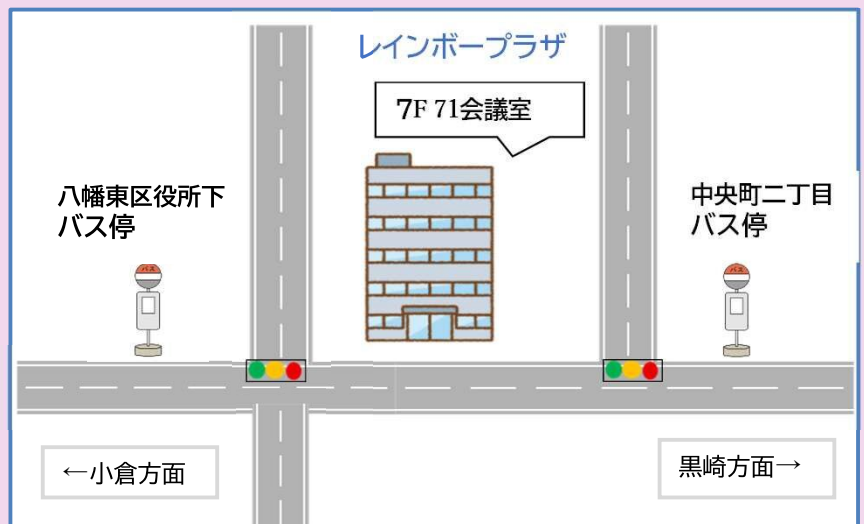 レインボープラザ
7F 71会議室
八幡東区役所下
バス停
中央町二丁目
バス停
バス
バス
←小倉方面
黒崎方面→